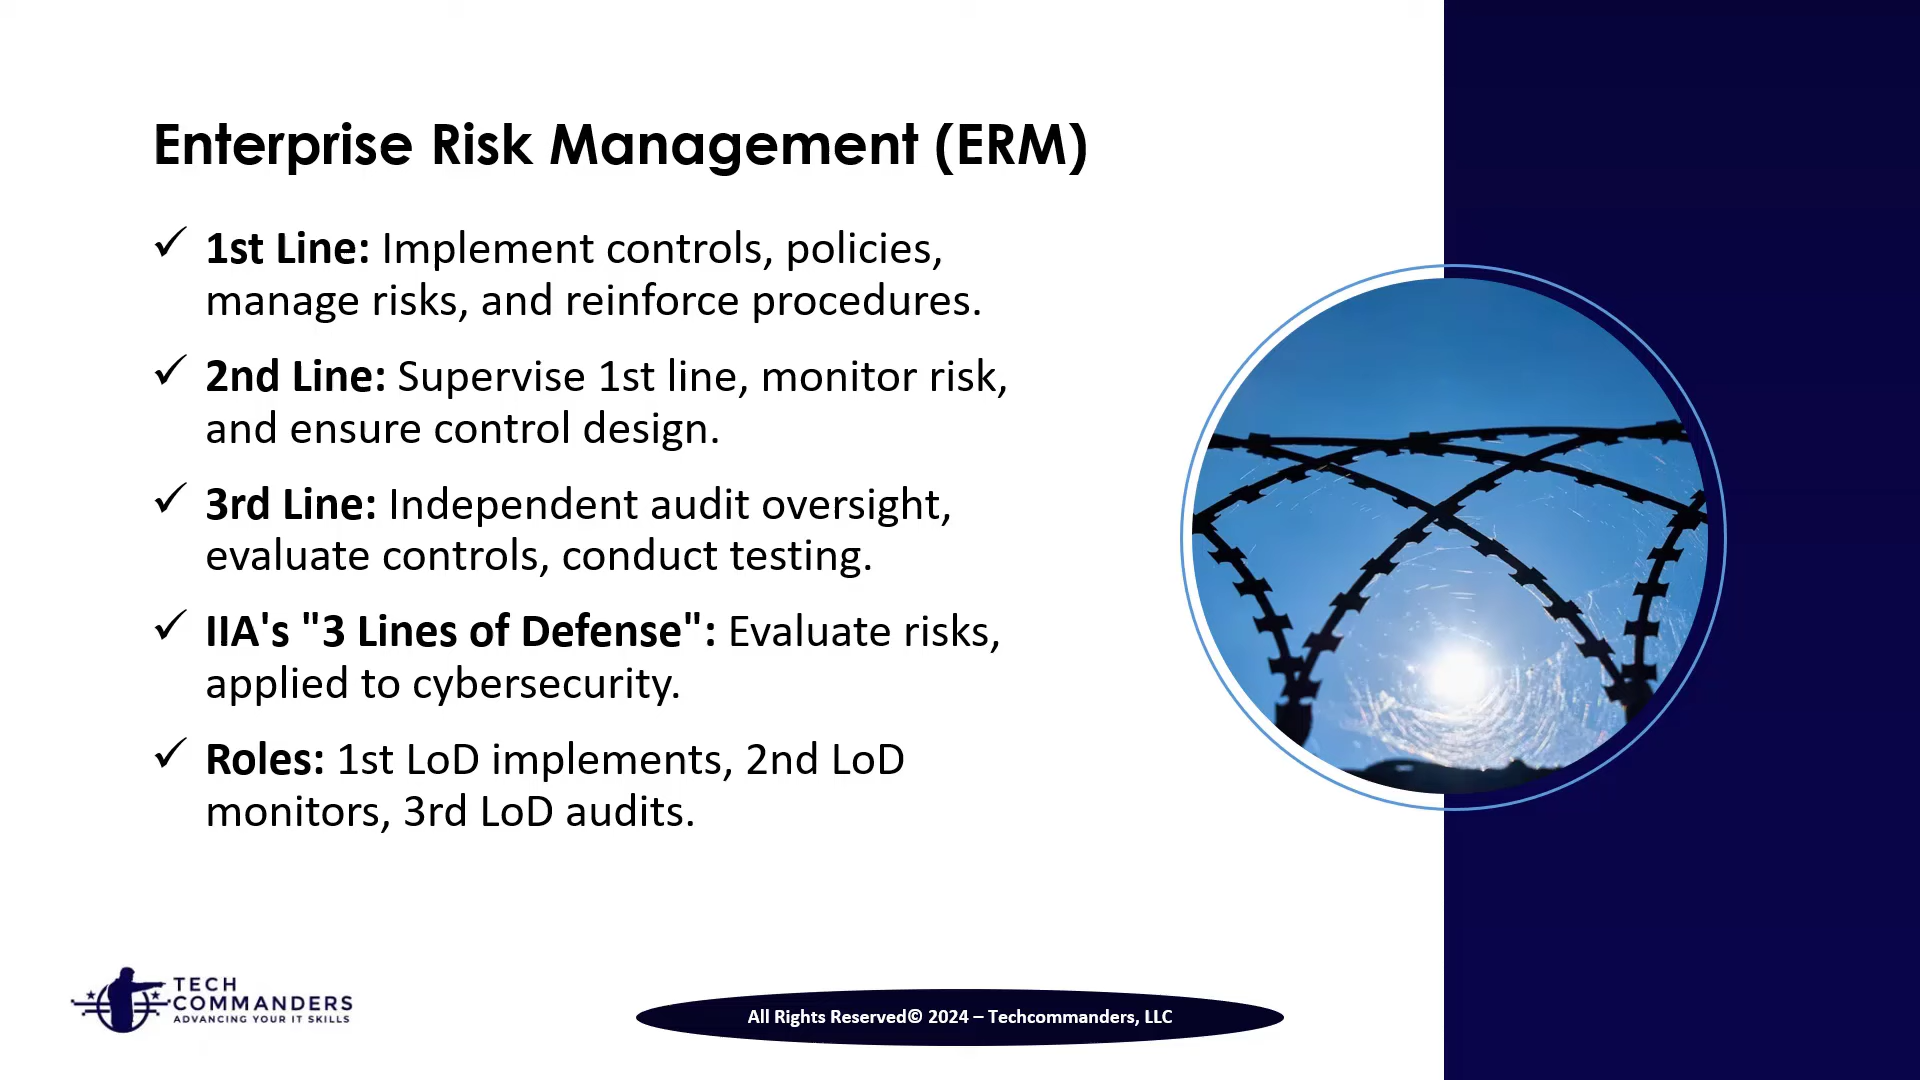 Enterprise Risk Management (ERM)
1st Line: Implement controls, policies,
manage risks, and reinforce procedures.
2nd Line: Supervise 1st line, monitor risk,
and ensure control design.
3rd Line: Independent audit oversight,
evaluate controls, conduct testing.
IIA's "3 Lines of Defense": Evaluate risks,
applied to cybersecurity.
Roles: 1st LoD implements, 2nd LoD
monitors, 3rd LoD audits.
TECH
COMMANDERS
ADVANCING YOUR IT SKILLS
All Rights Reserved© 2024 – Techcommanders, LLC